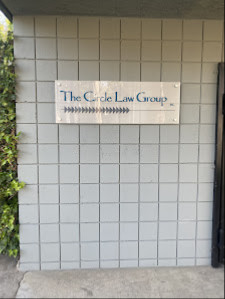 The Circle Law Group